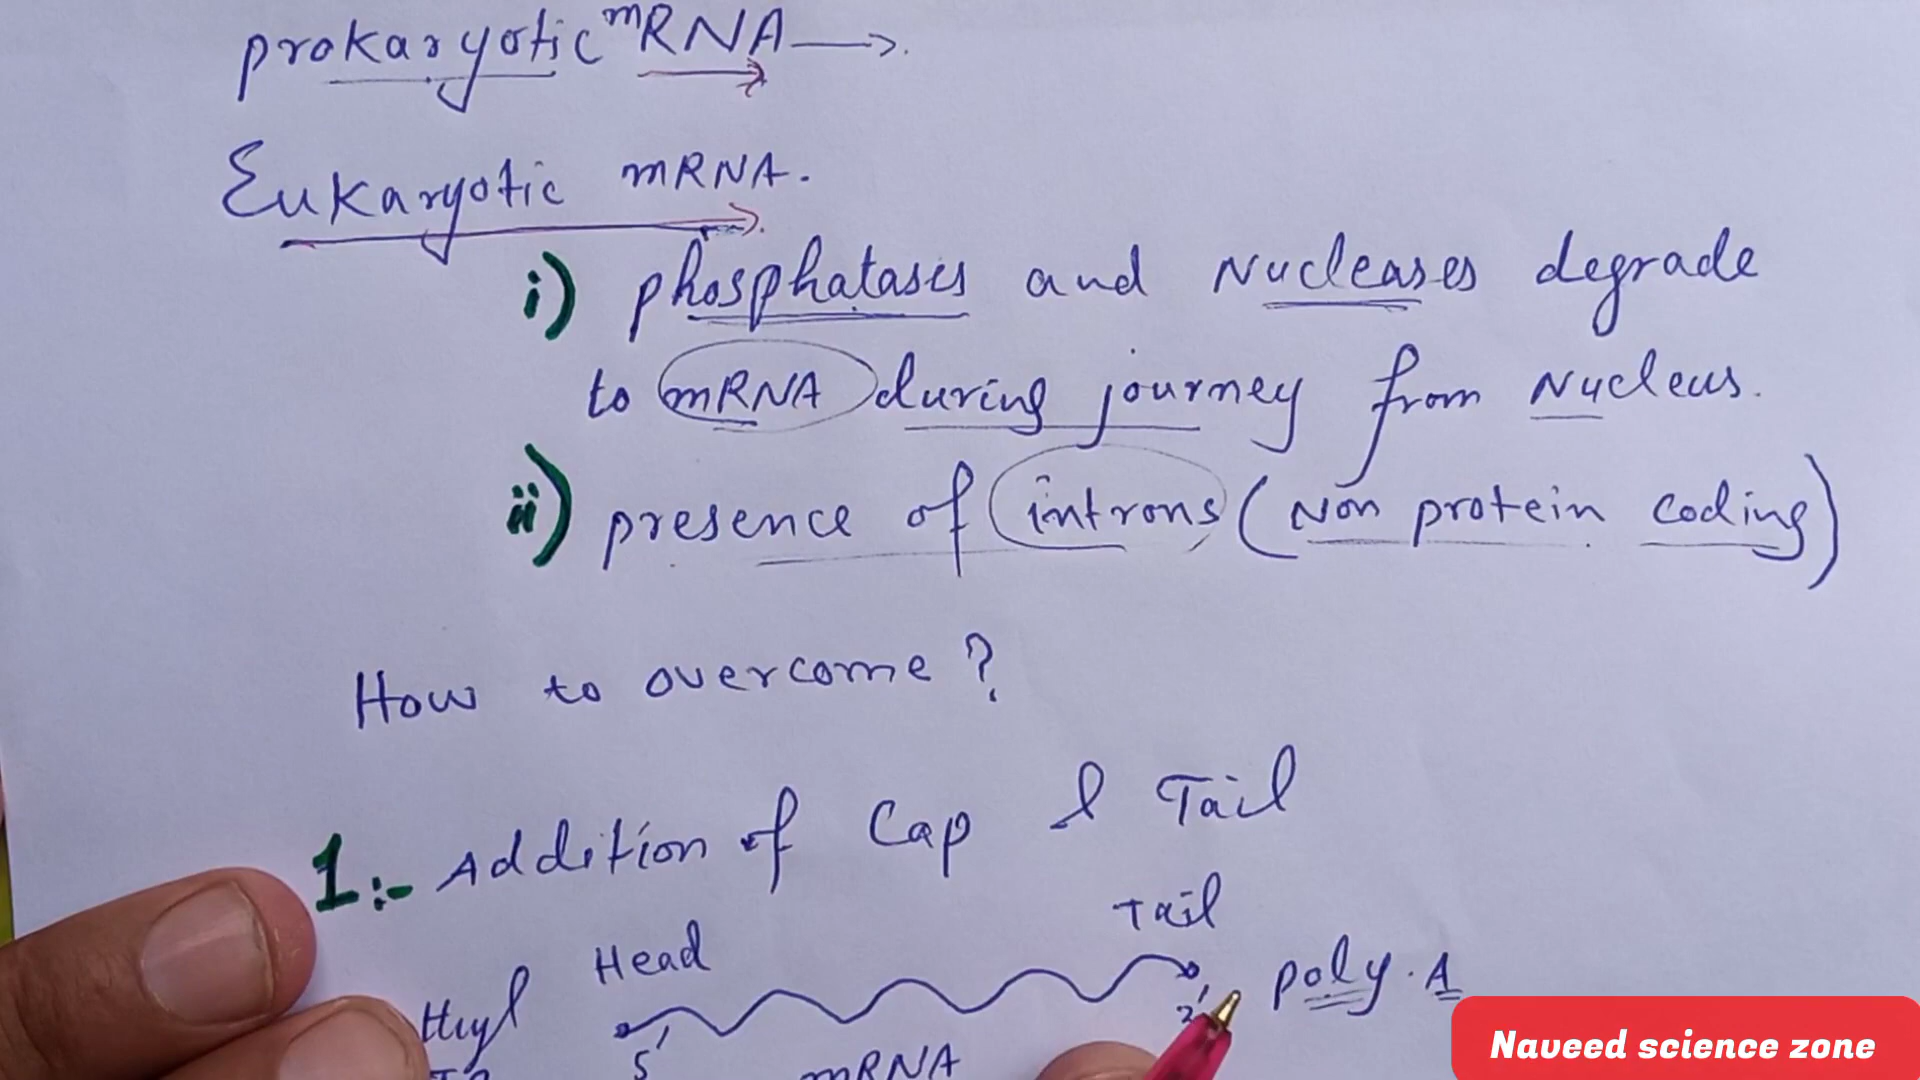 prokaryotic mRNA →.
Eukaryotic mRNA.
i) phosphatases and Nucleases degrade
to mRNA during journey from Nucleus.
ii) presence of introns (Non protein coding)
How to overcome?
1:- Addition of Cap & Tail
Tail
Head
poly.A
5'
mRNA
Naveed science zone